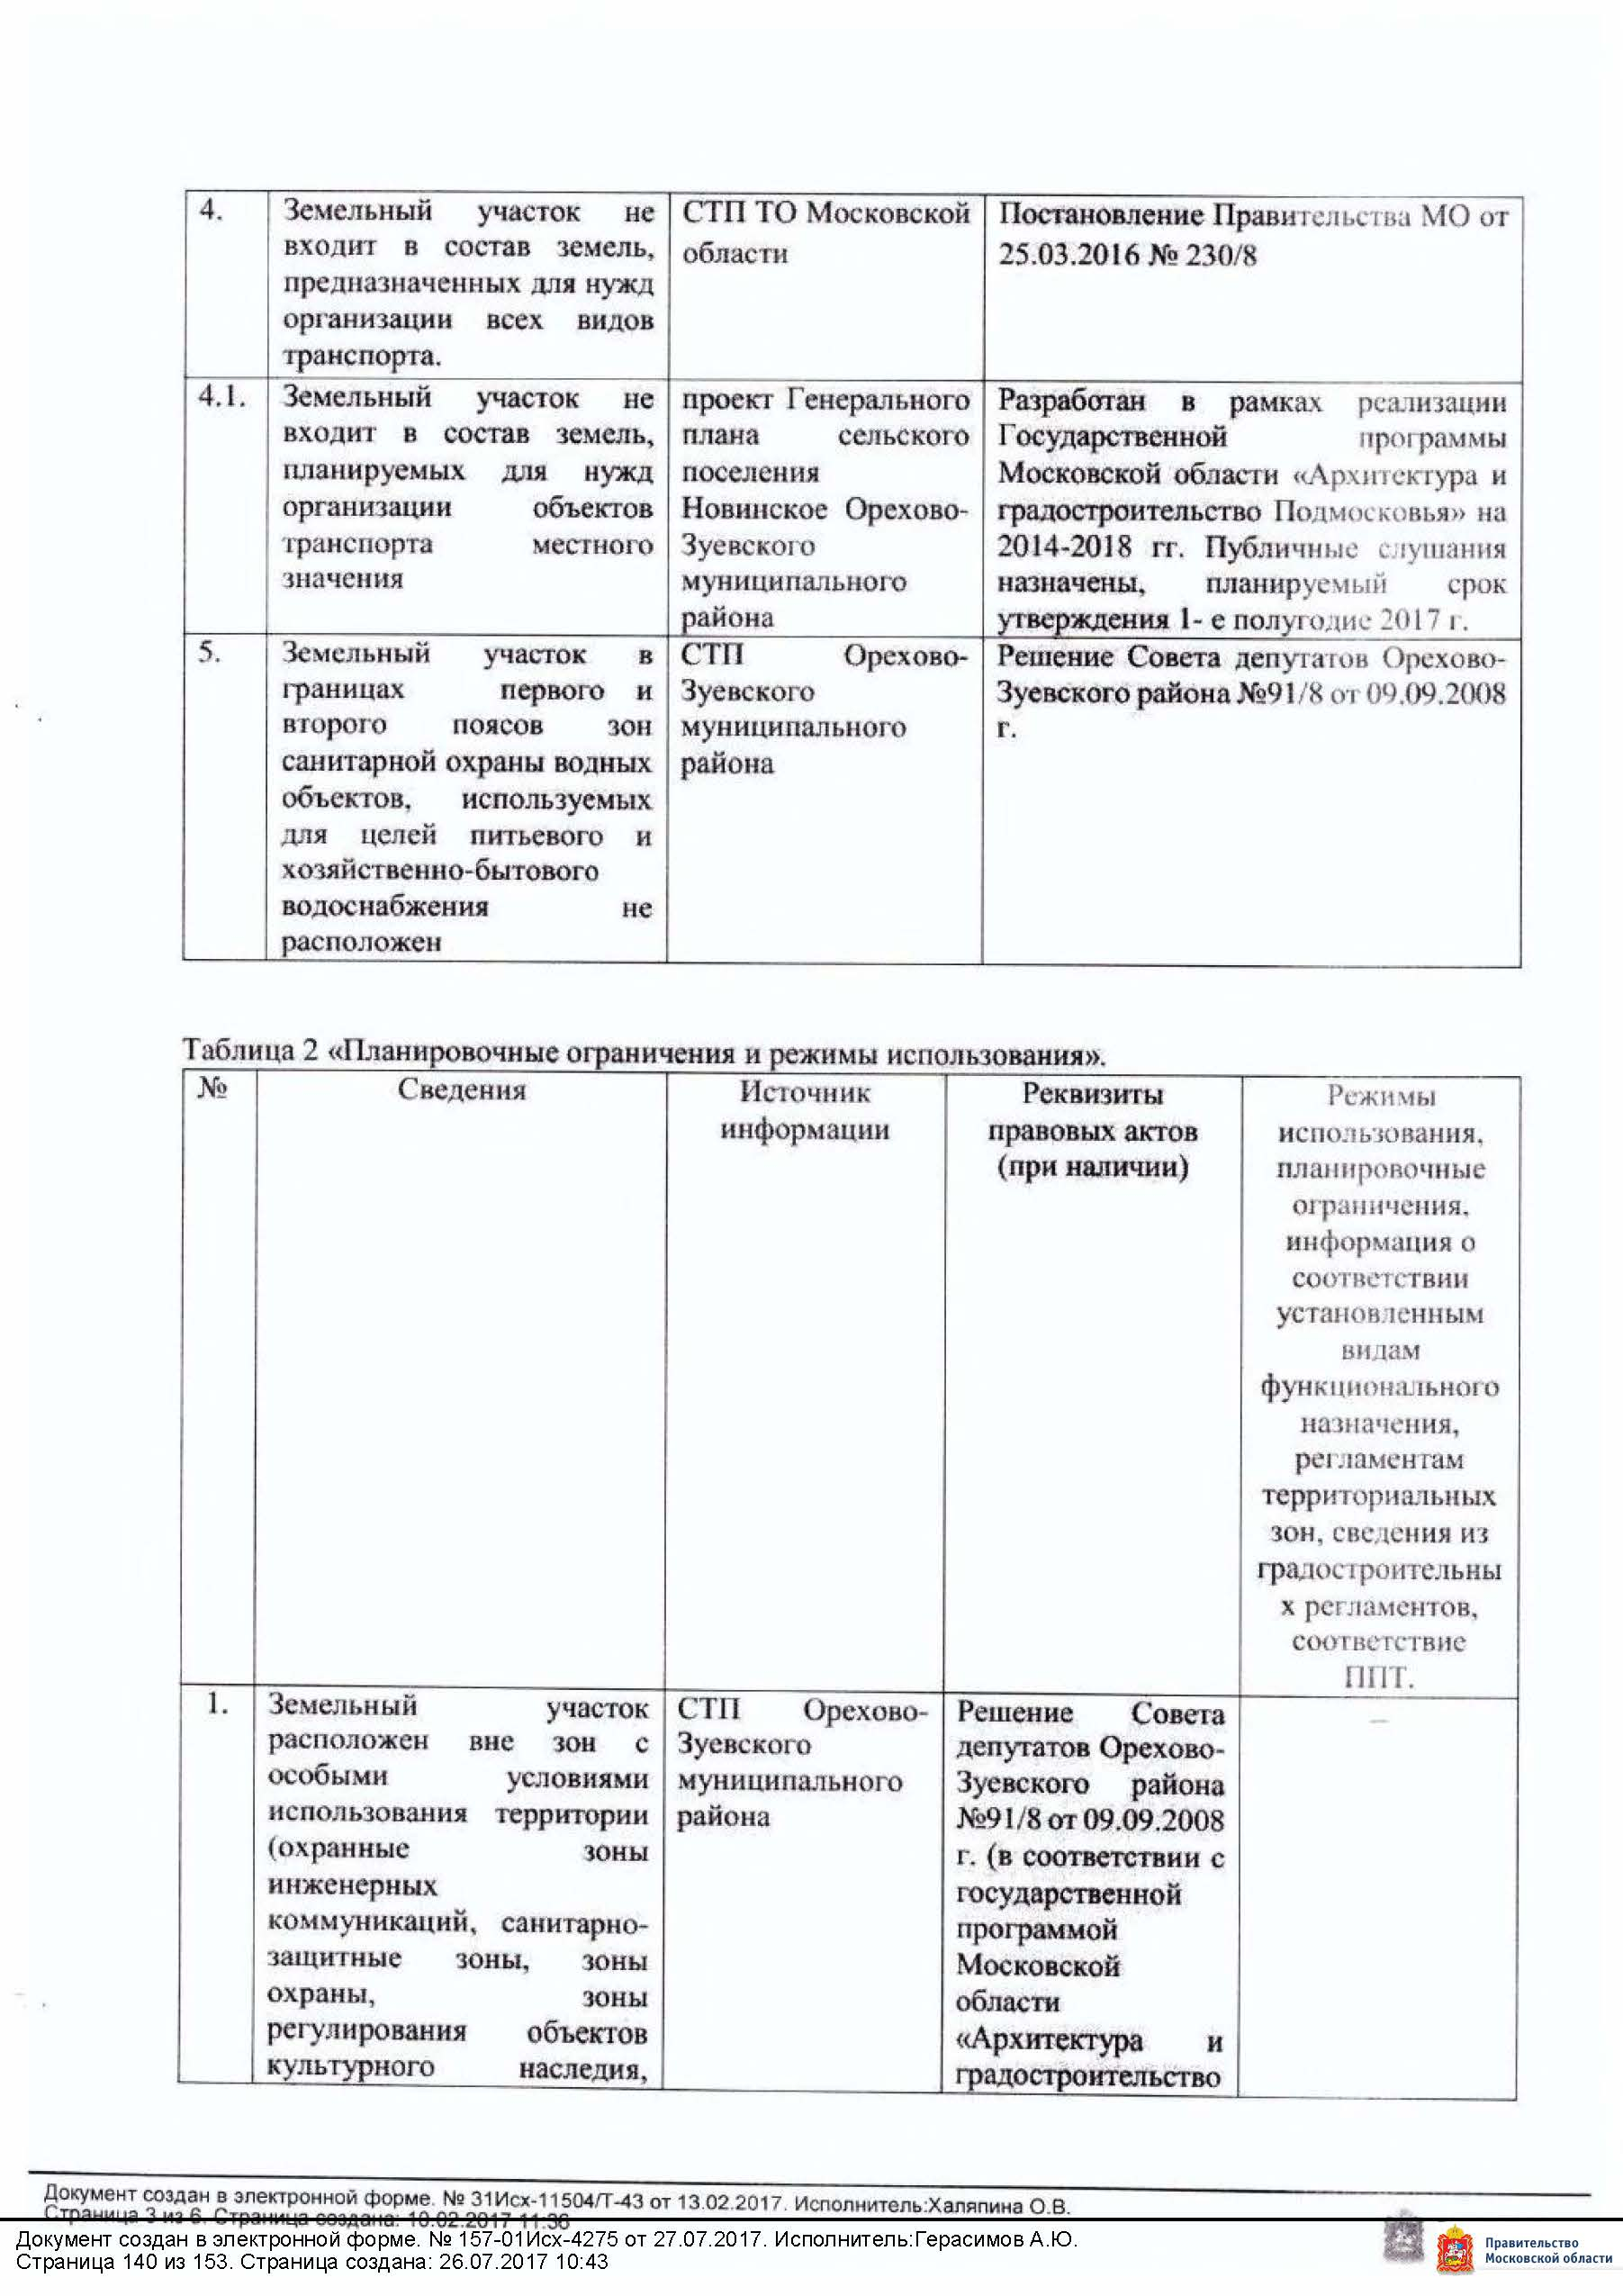 4.
Земельный участок не
входит в состав земель,
предназначенных для нужд
организации всех видов
транспорта.
СТП ТО Московской
области
Постановление Правительства МО от
25.03.2016 № 230/8
4.1.
Земельный участок не
входит в состав земель,
планируемых для нужд
организации объектов
транспорта местного
значения
проект Генерального
плана сельского
поселения
Новинское Орехово-
Зуевского
муниципального
района
Разработан в рамках реализации
Государственной программы
Московской области «Архитектура и
градостроительство Подмосковья» на
2014-2018 гг. Публичные слушания
назначены, планируемый срок
утверждения 1- е полугодие 2017 г.
5.
Земельный участок в
границах первого и
второго поясов зон
санитарной охраны водных
объектов, используемых
для целей питьевого и
хозяйственно-бытового
водоснабжения не
расположен
СТП Орехово-
Зуевского
муниципального
района
Решение Совета депутатов Орехово-
Зуевского района №91/8 от 09.09.2008
г.
Таблица 2 «Планировочные ограничения и режимы использования».
№
Сведения
Источник
информации
Реквизиты
правовых актов
(при наличии)
Режимы
использования,
планировочные
ограничения,
информация о
соответствии
установленным
видам
функционального
назначения,
регламентам
территориальных
зон, сведения из
градостроительны
х регламентов,
соответствие
ППТ.
1.
Земельный участок
расположен вне зон с
особыми условиями
использования территории
(охранные зоны
инженерных
коммуникаций, санитарно-
защитные зоны, зоны
охраны, зоны
регулирования объектов
культурного наследия,
СТП Орехово-
Зуевского
муниципального
района
Решение Совета
депутатов Орехово-
Зуевского района
№91/8 от 09.09.2008
г. (в соответствии с
государственной
программой
Московской
области
«Архитектура и
градостроительство
–
Документ создан в электронной форме. № 31Исх-11504/Т-43 от 13.02.2017. Исполнитель:Халяпина О.В.
Страница 3 из 6. Страница создана: 10.02.2017 11:36
Документ создан в электронной форме. № 157-01Исх-4275 от 27.07.2017. Исполнитель:Герасимов А.Ю.
Страница 140 из 153. Страница создана: 26.07.2017 10:43
Правительство
Московской области